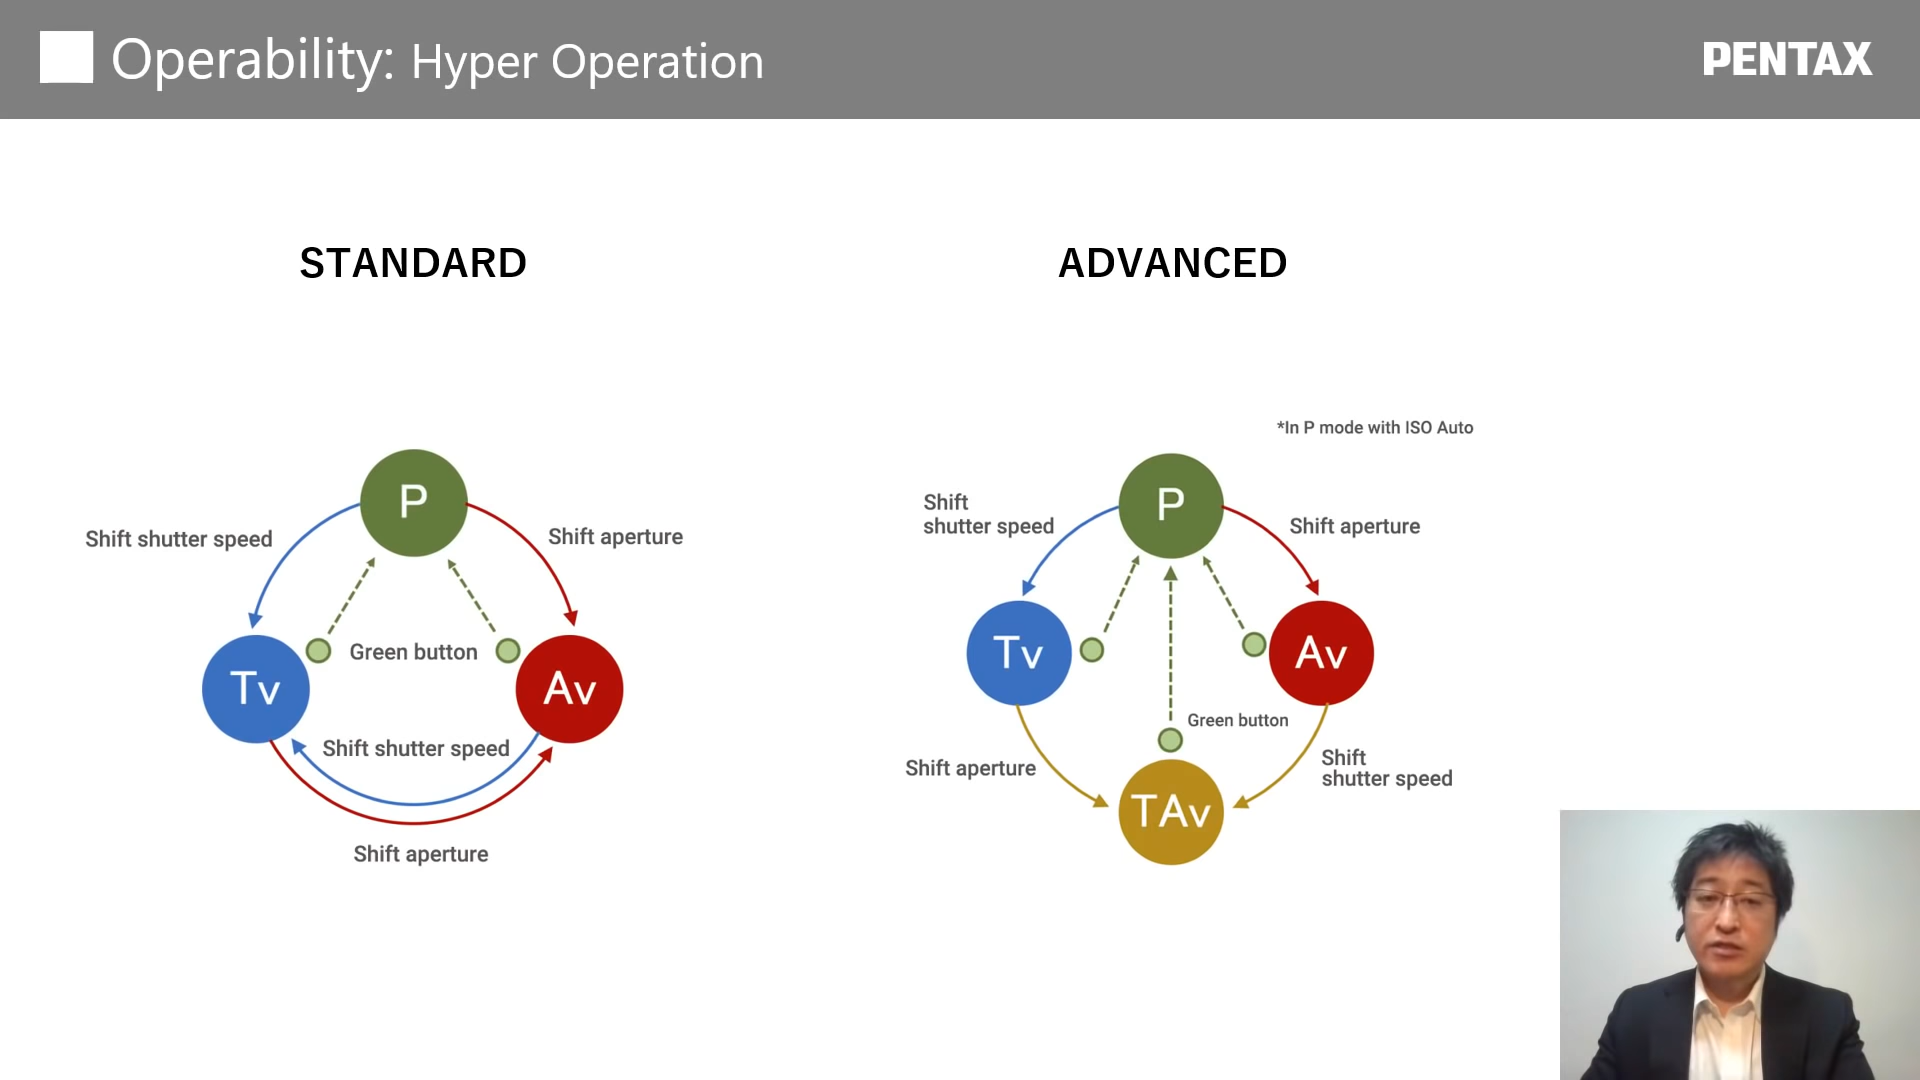 Operability: Hyper Operation
PENTAX
STANDARD
P
Shift shutter speed
Shift aperture
Green button
Tv
Av
Shift shutter speed
Shift aperture
ADVANCED
*In P mode with ISO Auto
P
Shift
shutter speed
Shift aperture
Tv
Av
Green button
Shift aperture
Shift
shutter speed
TAv